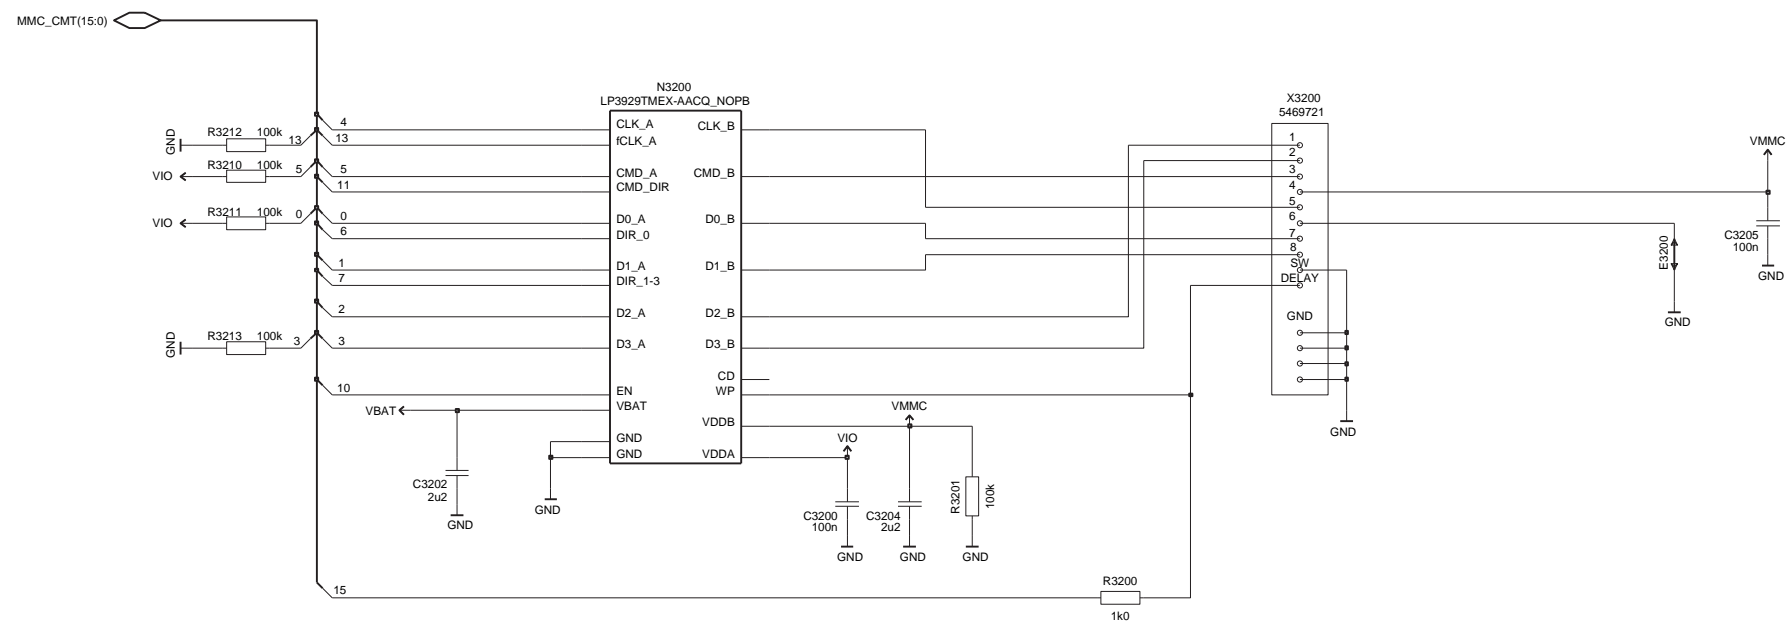 MMC_CMT(15:0)
N3200
LP3929TMEX-AACQ_NOPB
X3200
5469721
GND
R3212 100k
13
4
13
VIO
R3210 100k
5
5
11
VIO
R3211 100k
0
0
6
1
7
2
GND
R3213 100k
3
3
10
CLK_A
fCLK_A
CMD_A
CMD_DIR
D0_A
DIR_0
D1_A
DIR_1-3
D2_A
D3_A
EN
VBAT
GND
GND
CLK_B
CMD_B
D0_B
D1_B
D2_B
D3_B
CD
WP
VDDB
VDDA
1
2
3
4
5
6
7
8
SW
DELAY
GND
GND
VMMC
C3205
100n
GND
E3200
GND
VBAT
C3202
2u2
GND
GND
VIO
C3200
100n
GND
VMMC
C3204
2u2
GND
R3201
100k
GND
15
R3200
1k0